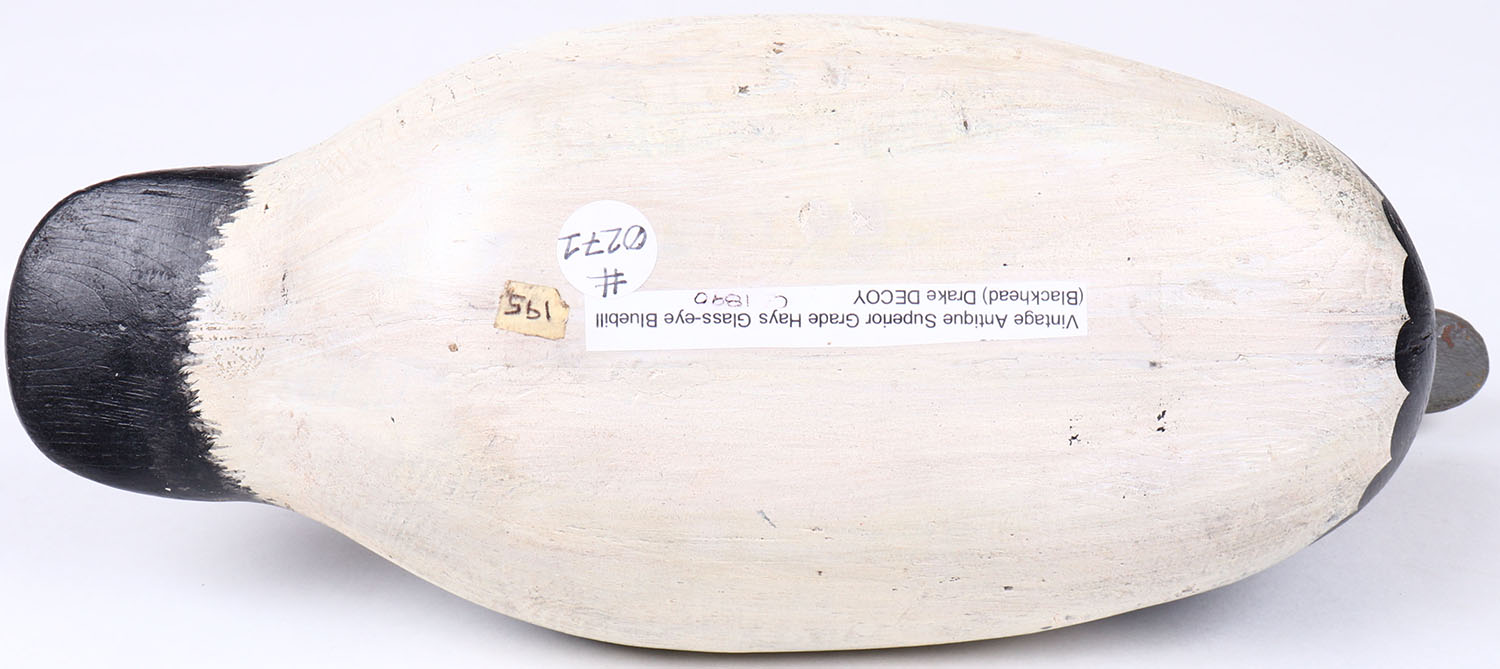 Vintage Antique Superior Grade Hays Glass-eye Bluebill
(Blackhead) Drake DECOY C 1890
#
0271
195